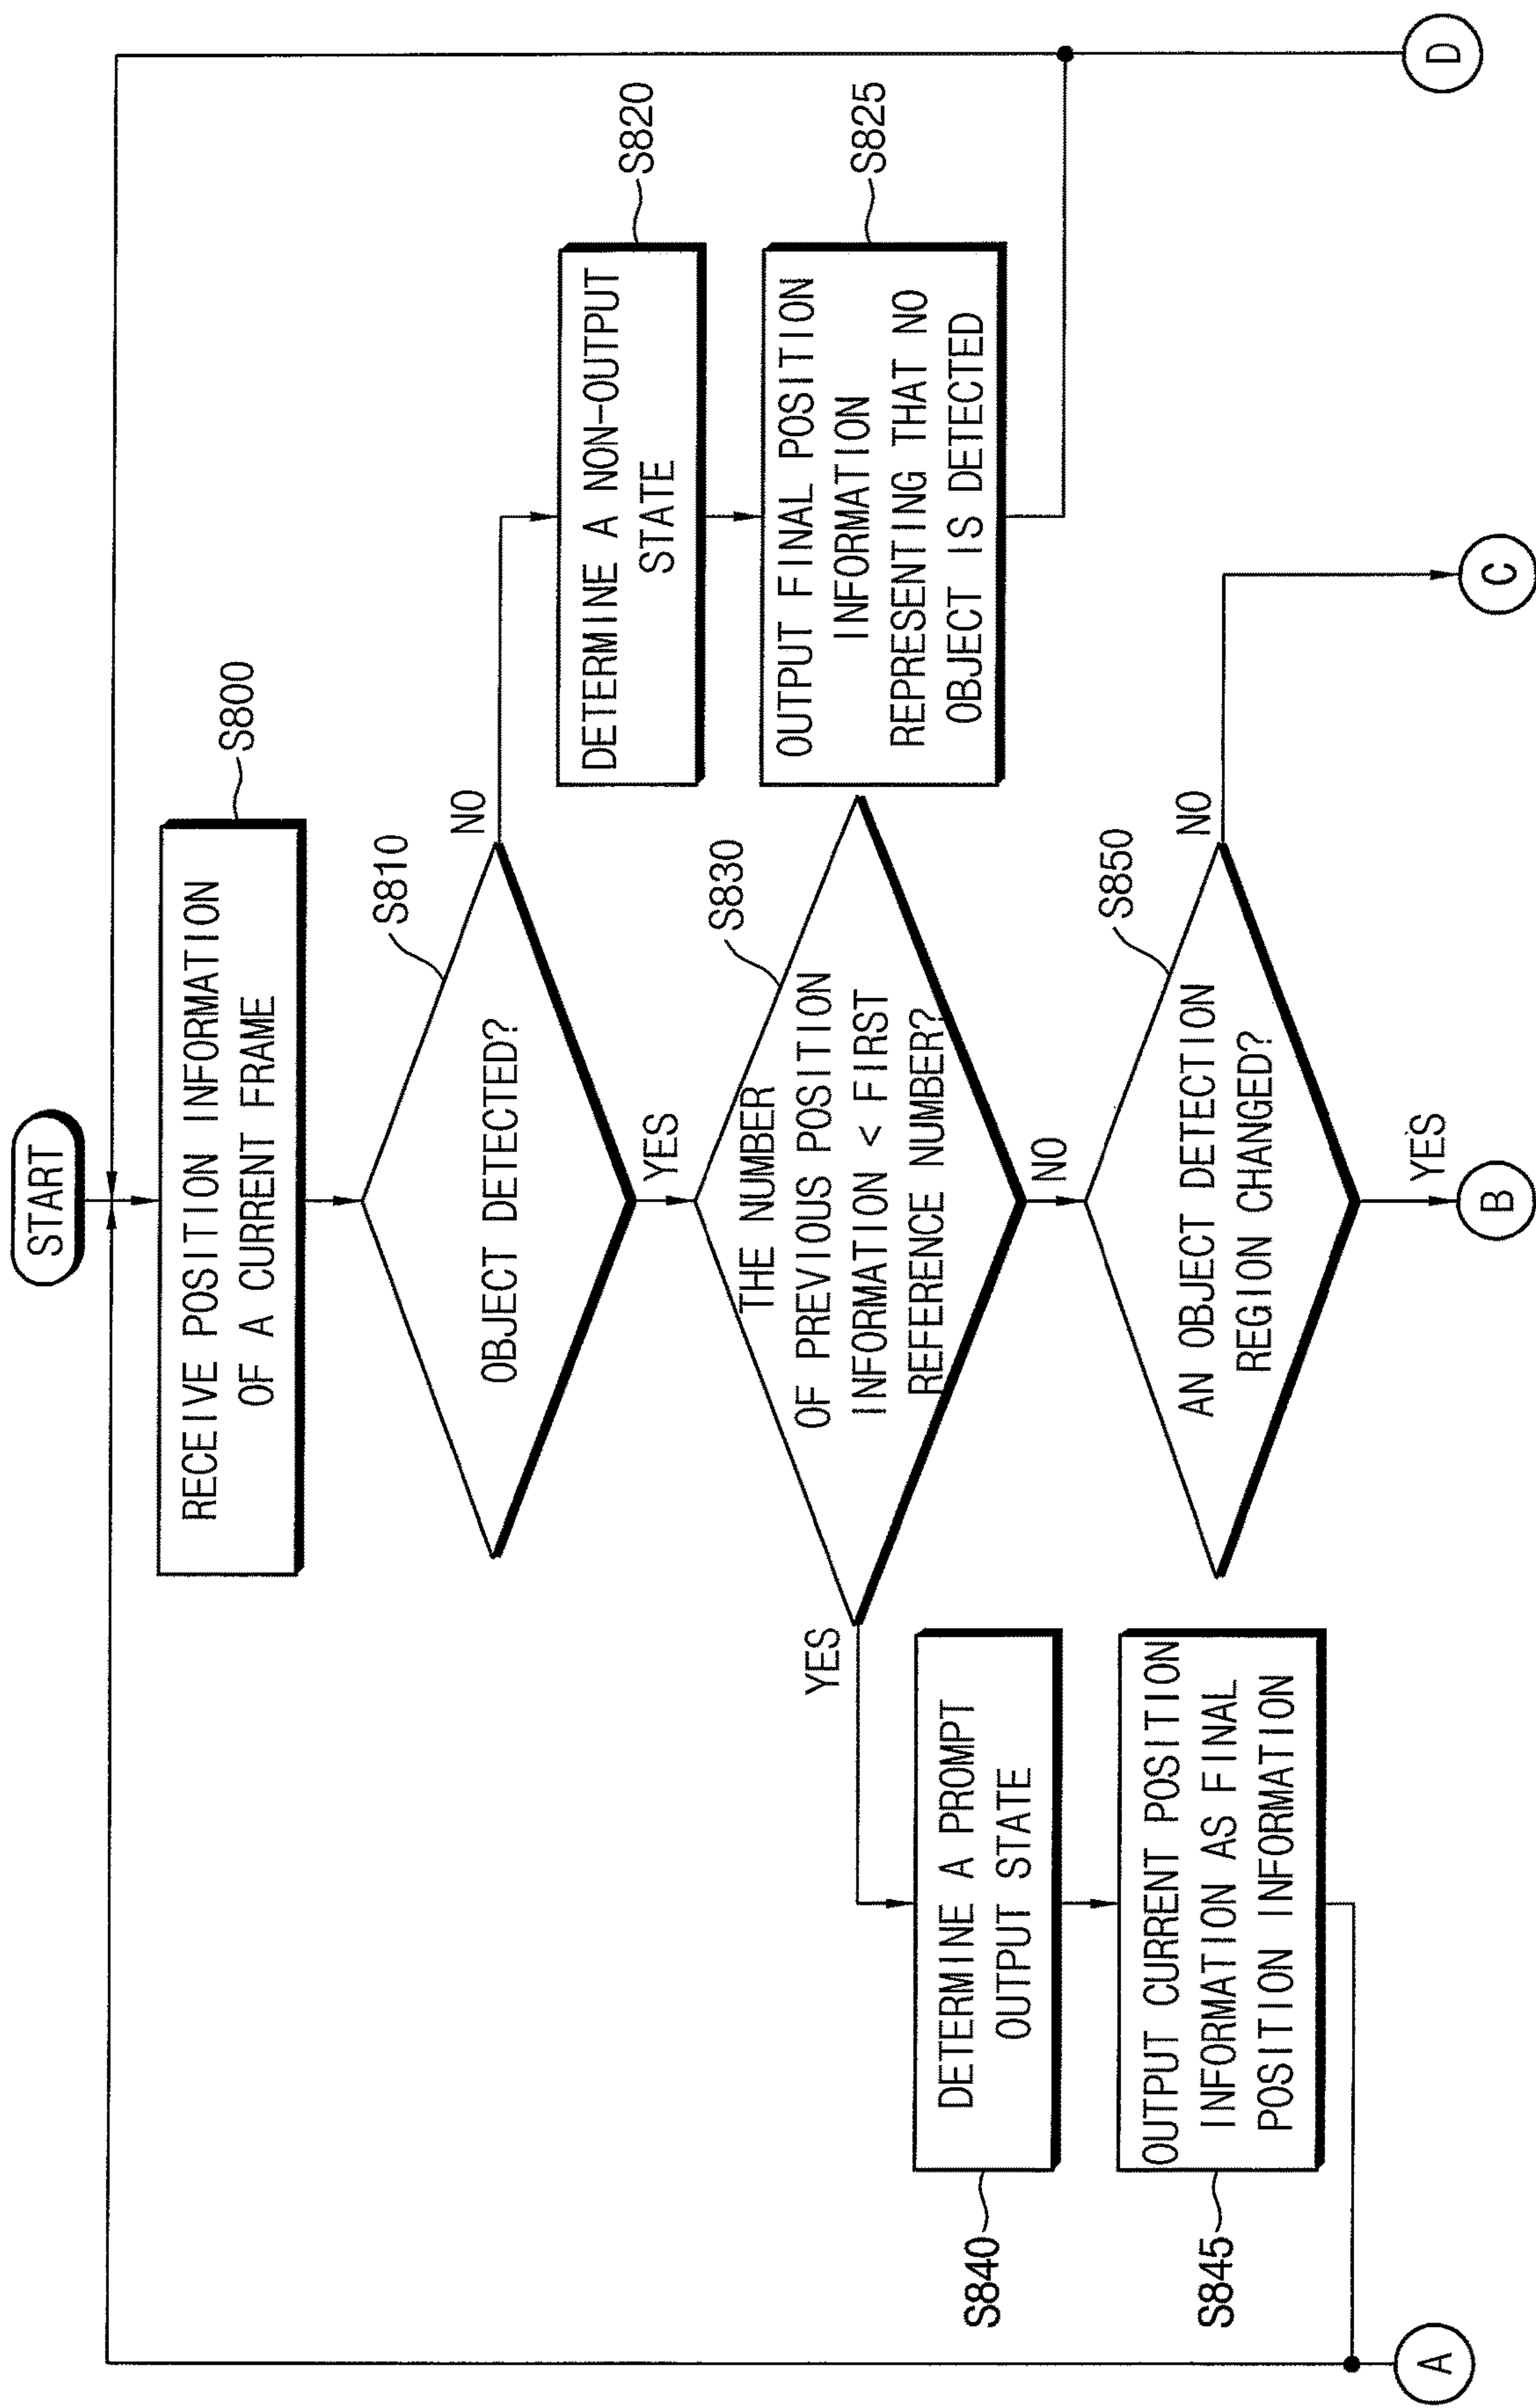 START
RECEIVE POSITION INFORMATION
OF A CURRENT FRAME
S800
OBJECT DETECTED?
S810
NO
YES
DETERMINE A NON-OUTPUT
STATE
S820
OUTPUT FINAL POSITION
INFORMATION
REPRESENTING THAT NO
OBJECT IS DETECTED
S825
THE NUMBER
OF PREVIOUS POSITION
INFORMATION < FIRST
REFERENCE NUMBER?
S830
YES
NO
DETERMINE A PROMPT
OUTPUT STATE
S840
OUTPUT CURRENT POSITION
INFORMATION AS FINAL
POSITION INFORMATION
S845
AN OBJECT DETECTION
REGION CHANGED?
S850
NO
YES
A
B
C
D